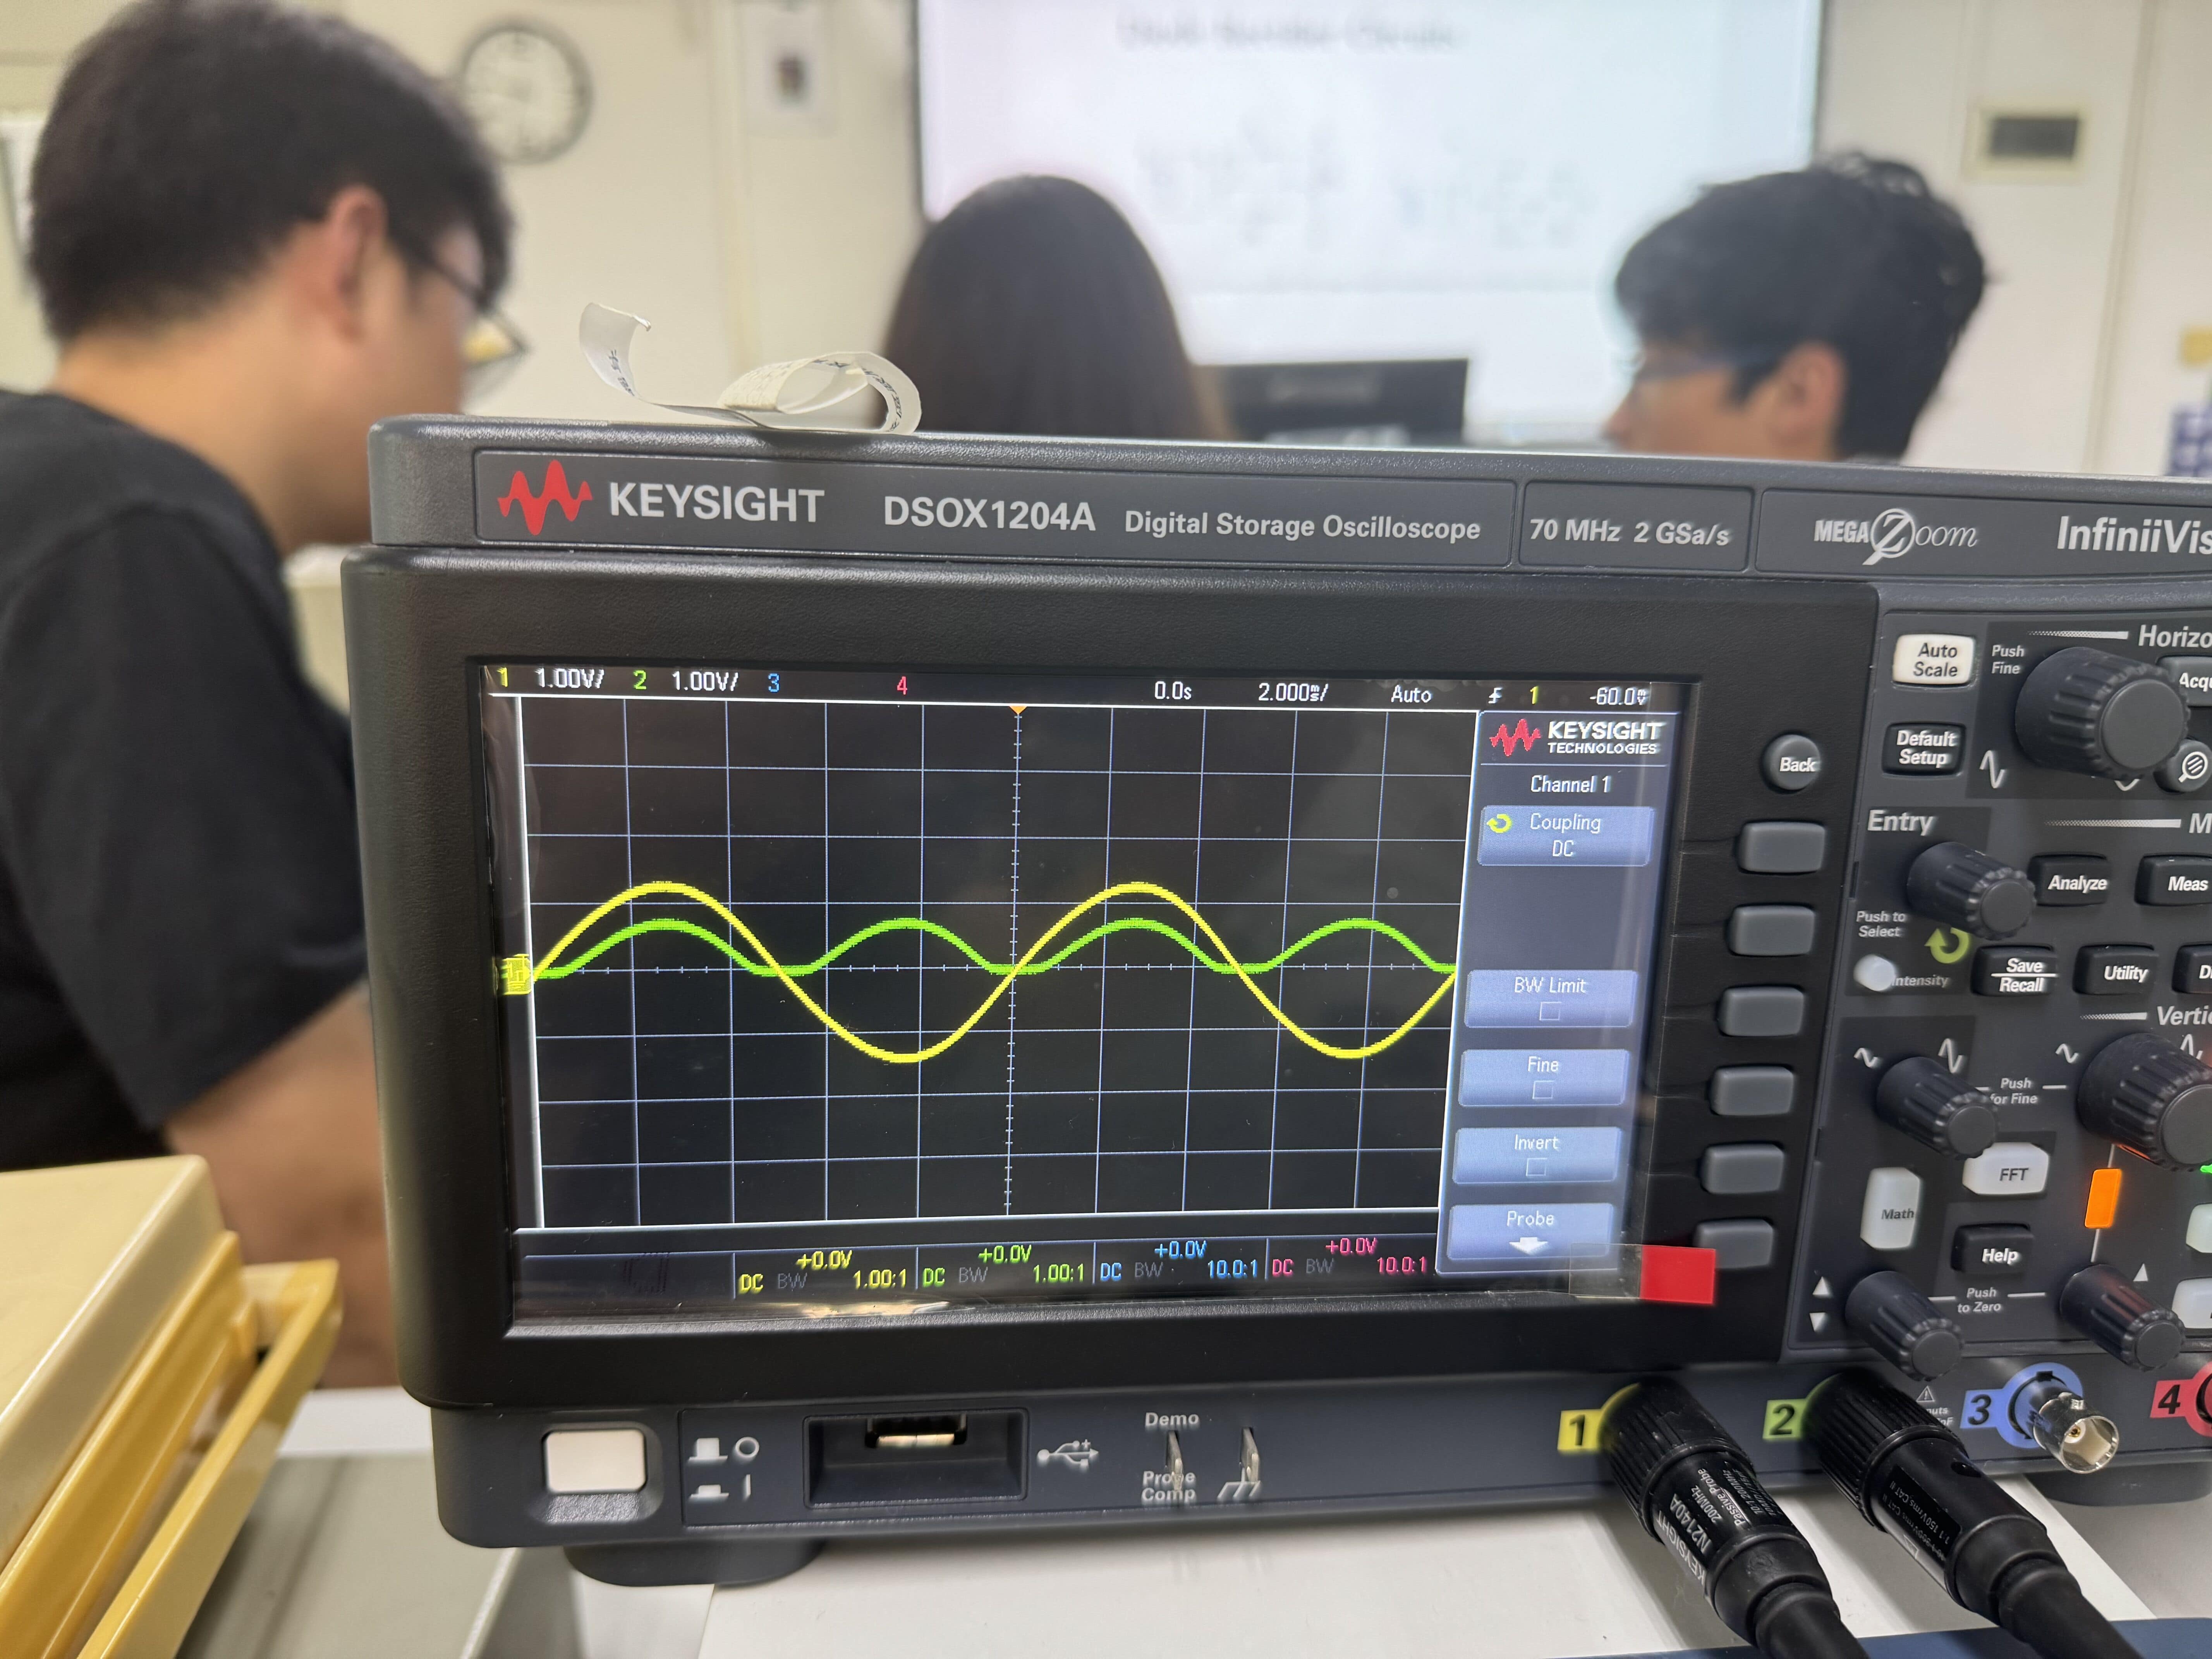 KEYSIGHT DSOX1204A Digital Storage Oscilloscope 70 MHz 2 GSa/s MEGA Zoom InfiniiVis
1 1.00V/ 2 1.00V/ 3 4 0.0s 2.000ms/ Auto 1 -60.0mV
KEYSIGHT
TECHNOLOGIES
Channel 1
Coupling
DC
BW Limit
Fine
Invert
Probe
+0.0V +0.0V +0.0V +0.0V
DC BW 1.00:1 DC BW 1.00:1 DC BW 10.0:1 DC BW 10.0:1
Back
Horizo
Auto
Scale
Push
Fine
Acqu
Default
Setup
Entry
M
Analyze
Meas
Push to
Select
Intensity
Save
Recall
Utility
D
Vertic
Push
for Fine
FFT
Math
Help
Push
to Zero
Demo
Probe
Comp
1
2
3
4
KEYSIGHT
N2140A
Passive Probe
200MHz